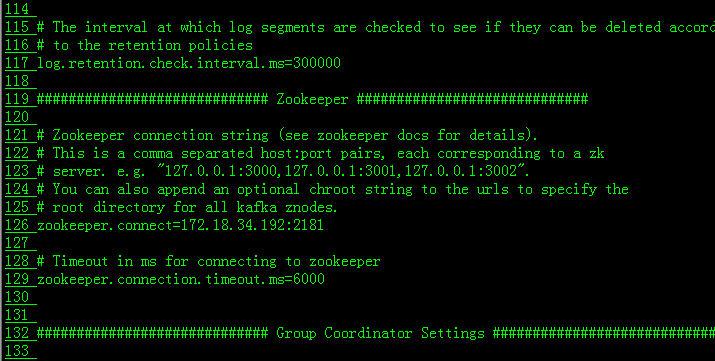 114
115 # The interval at which log segments are checked to see if they can be deleted accord
116 # to the retention policies
117 log.retention.check.interval.ms=300000
118
119 ############################# Zookeeper #############################
120
121 # Zookeeper connection string (see zookeeper docs for details).
122 # This is a comma separated host:port pairs, each corresponding to a zk
123 # server. e.g. "127.0.0.1:3000,127.0.0.1:3001,127.0.0.1:3002".
124 # You can also append an optional chroot string to the urls to specify the
125 # root directory for all kafka znodes.
126 zookeeper.connect=172.18.34.192:2181
127
128 # Timeout in ms for connecting to zookeeper
129 zookeeper.connection.timeout.ms=6000
130
131
132 ############################# Group Coordinator Settings ############################
133